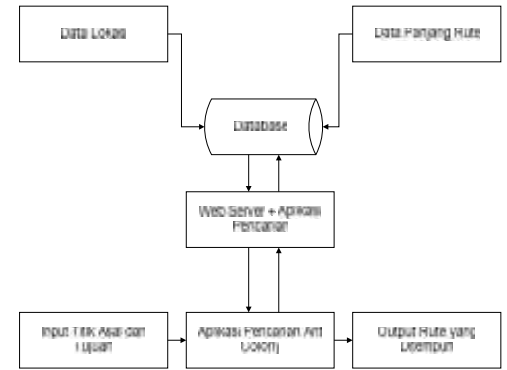 Data Lokasi
Data Panjang Rute
Database
Web Server + Aplikasi
Pencarian
Input Titik Asal dan
Tujuan
Aplikasi Pencarian Ant
Colony
Output Rute yang
Ditempuh